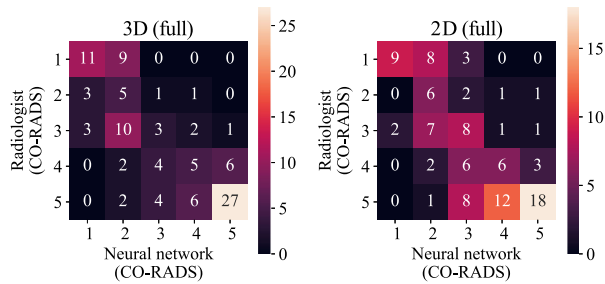 3D (full)
Radiologist
(CO-RADS)
1 11 9 0 0 0
2 3 5 1 1 0
3 3 10 3 2 1
4 0 2 4 5 6
5 0 2 4 6 27
1 2 3 4 5
Neural network
(CO-RADS)
25
20
15
10
5
0
2D (full)
Radiologist
(CO-RADS)
1 9 8 3 0 0
2 0 6 2 1 1
3 2 7 8 1 1
4 0 2 6 6 3
5 0 1 8 12 18
1 2 3 4 5
Neural network
(CO-RADS)
15
10
5
0